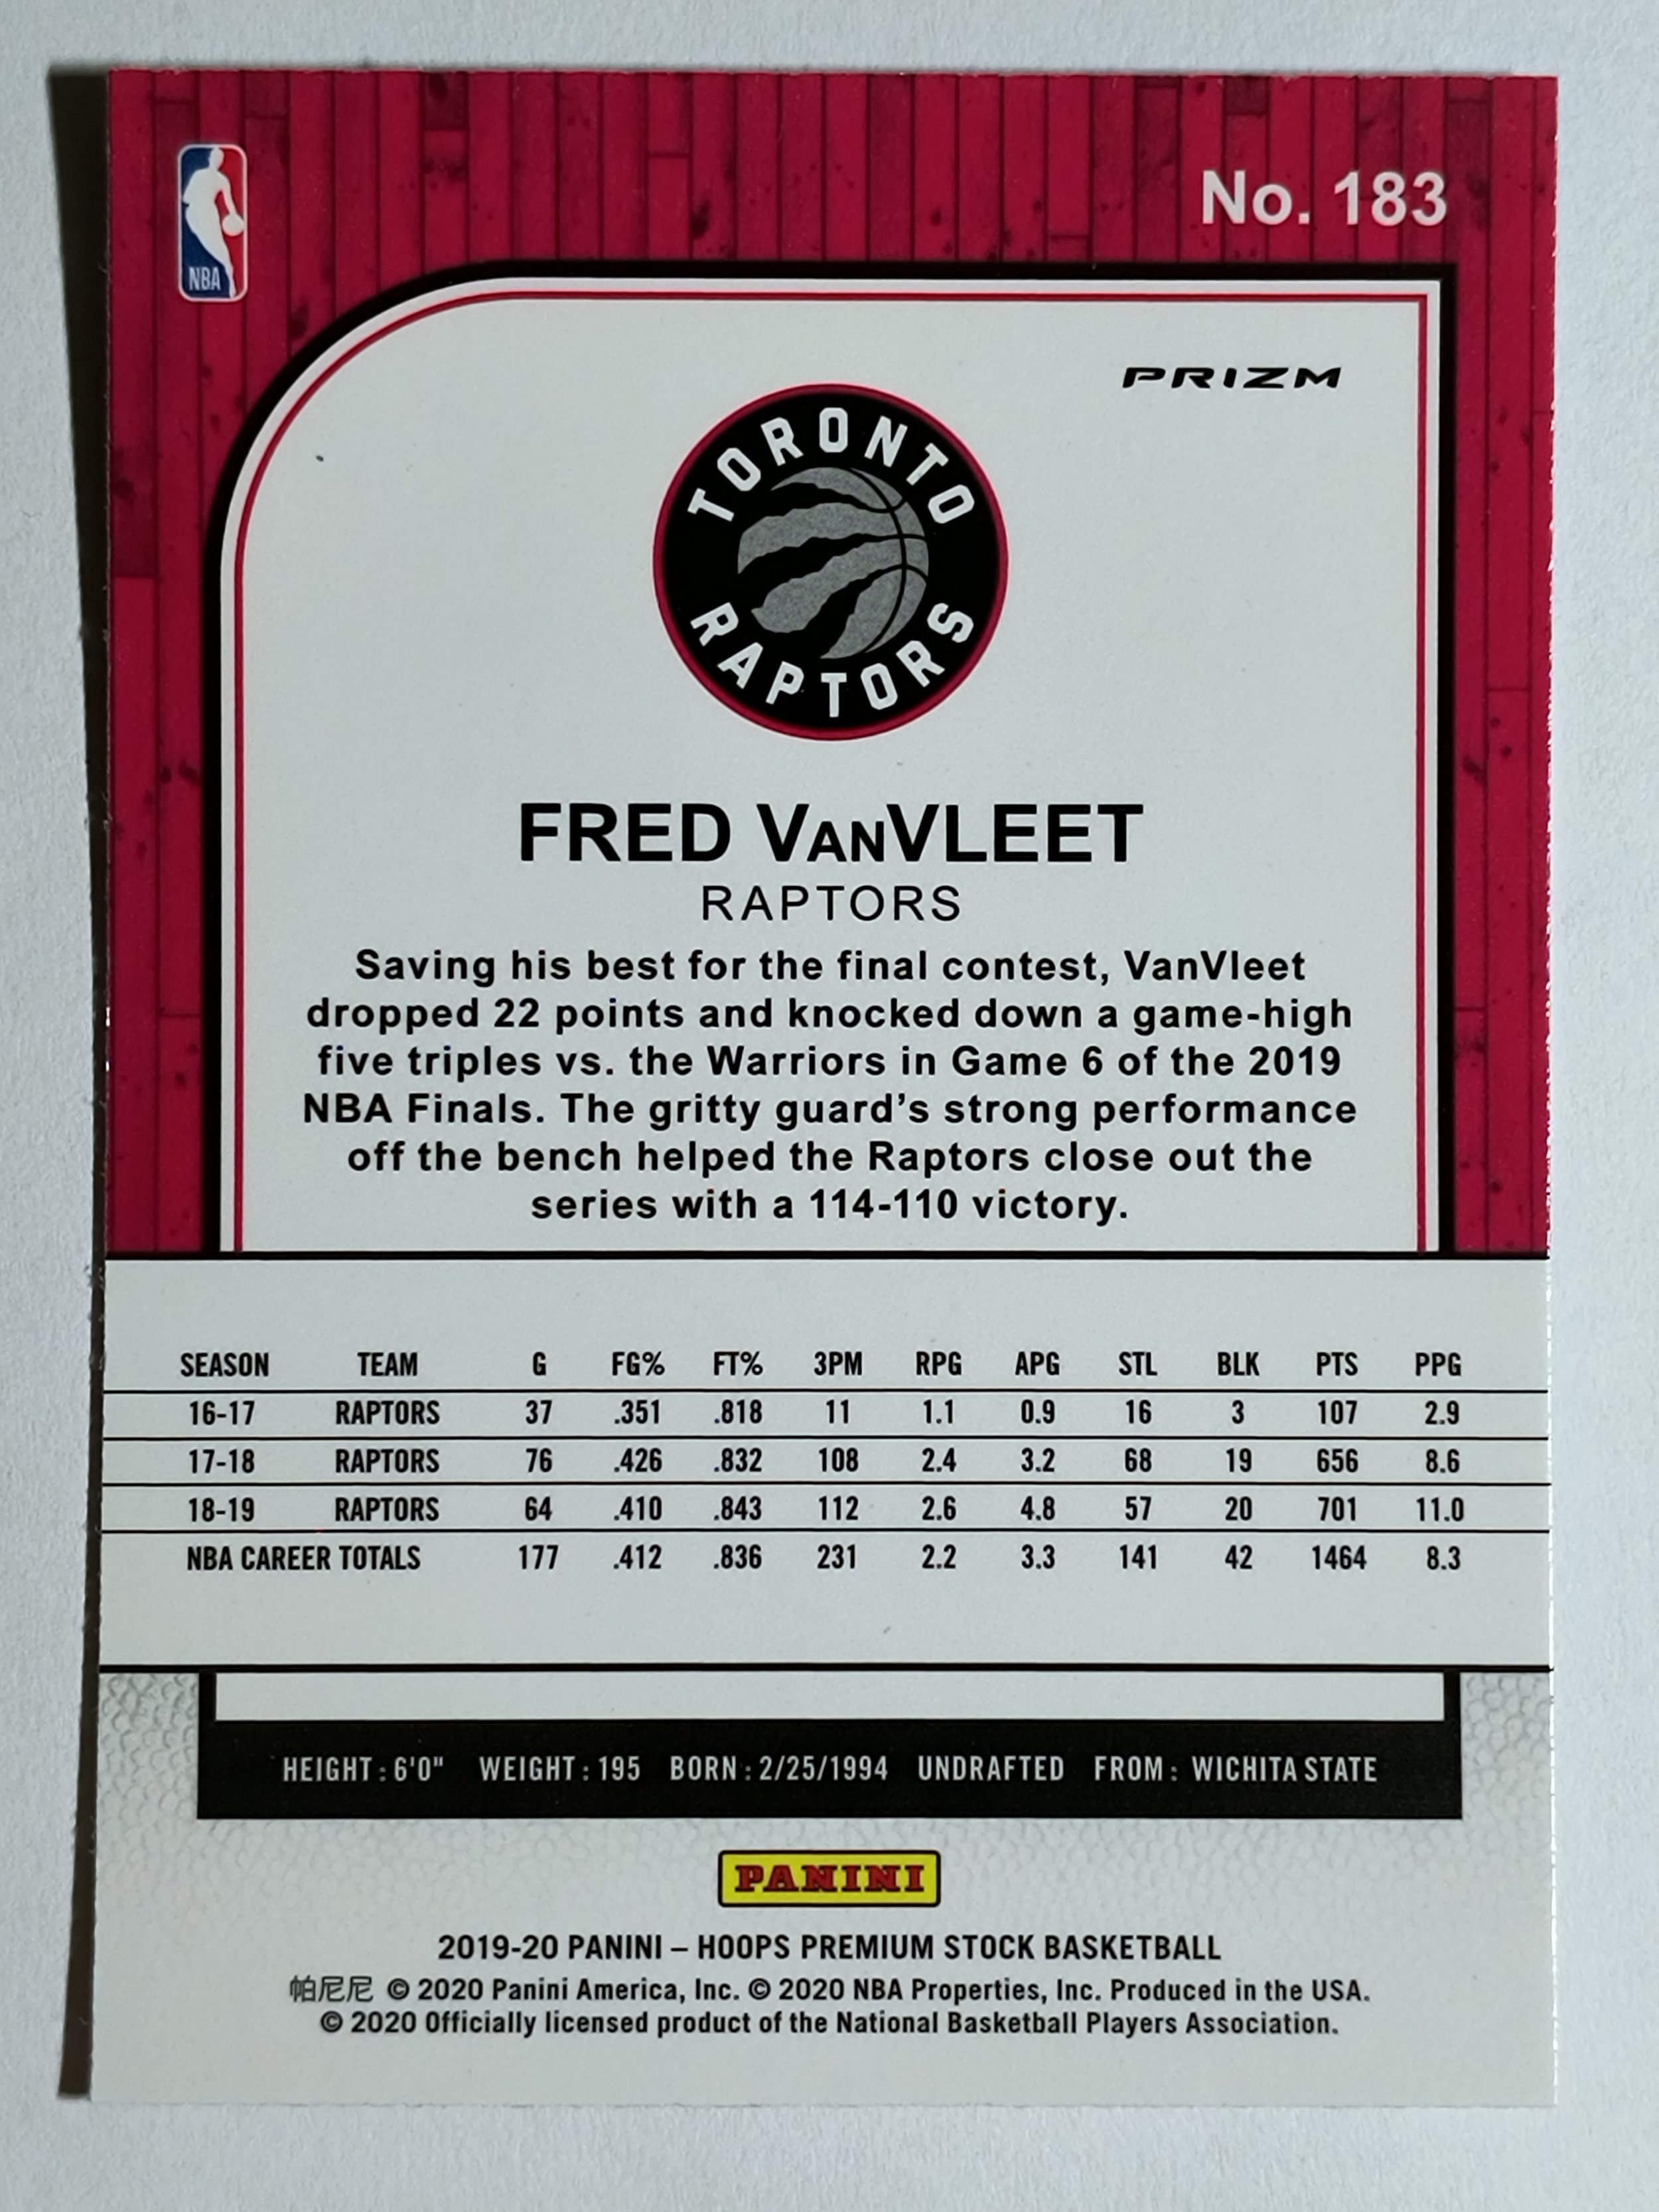 NBA
No. 183
PRIZM
TORONTO
RAPTORS
FRED VANVLEET
RAPTORS
Saving his best for the final contest, VanVleet
dropped 22 points and knocked down a game-high
five triples vs. the Warriors in Game 6 of the 2019
NBA Finals. The gritty guard's strong performance
off the bench helped the Raptors close out the
series with a 114-110 victory.
SEASON TEAM G FG% FT% 3PM RPG APG STL BLK PTS PPG
16-17 RAPTORS 37 .351 .818 11 1.1 0.9 16 3 107 2.9
17-18 RAPTORS 76 .426 .832 108 2.4 3.2 68 19 656 8.6
18-19 RAPTORS 64 .410 .843 112 2.6 4.8 57 20 701 11.0
NBA CAREER TOTALS 177 .412 .836 231 2.2 3.3 141 42 1464 8.3
HEIGHT : 6'0" WEIGHT : 195 BORN : 2/25/1994 UNDRAFTED FROM : WICHITA STATE
PANINI
2019-20 PANINI – HOOPS PREMIUM STOCK BASKETBALL
帕尼尼 © 2020 Panini America, Inc. © 2020 NBA Properties, Inc. Produced in the USA.
© 2020 Officially licensed product of the National Basketball Players Association.